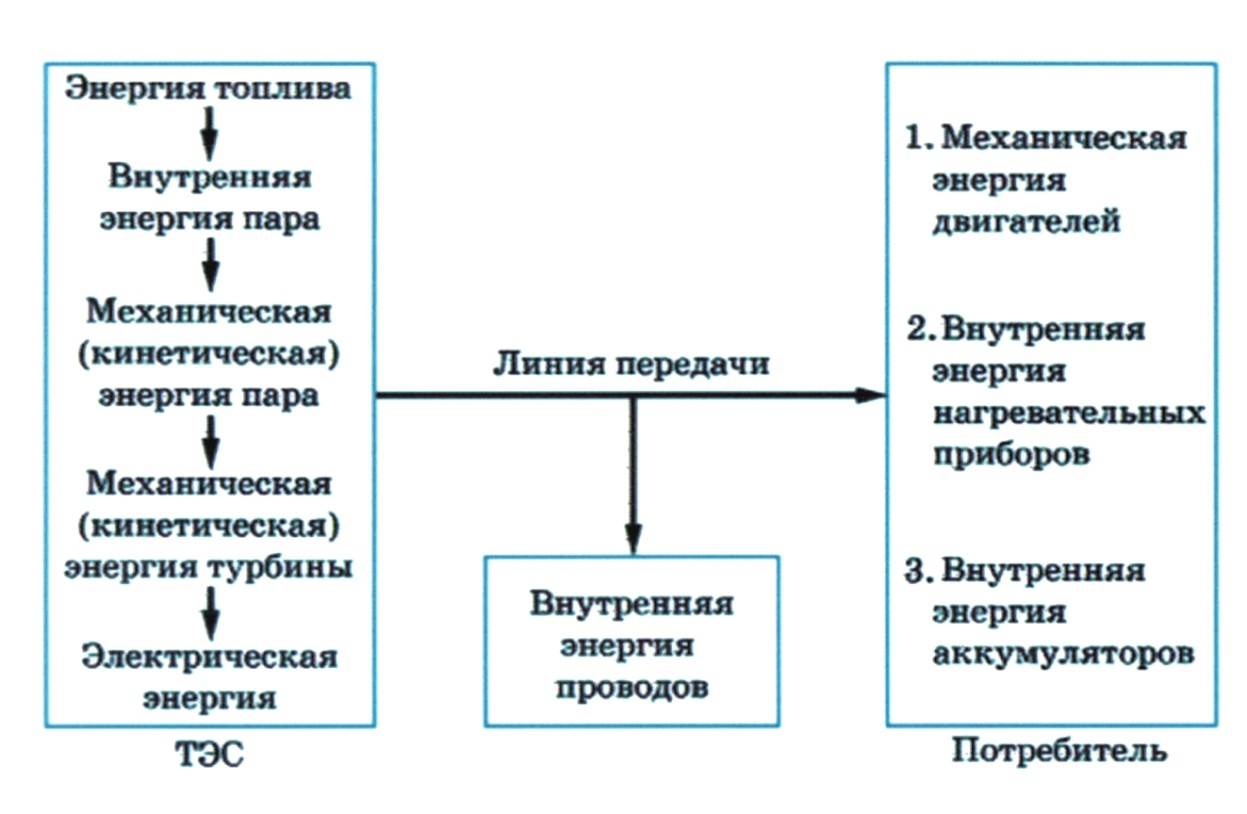 Энергия топлива
Внутренняя
энергия пара
Механическая
(кинетическая)
энергия пара
Механическая
(кинетическая)
энергия турбины
Электрическая
энергия
ТЭС
Линия передачи
Внутренняя
энергия
проводов
1. Механическая
энергия
двигателей
2. Внутренняя
энергия
нагревательных
приборов
3. Внутренняя
энергия
аккумуляторов
Потребитель